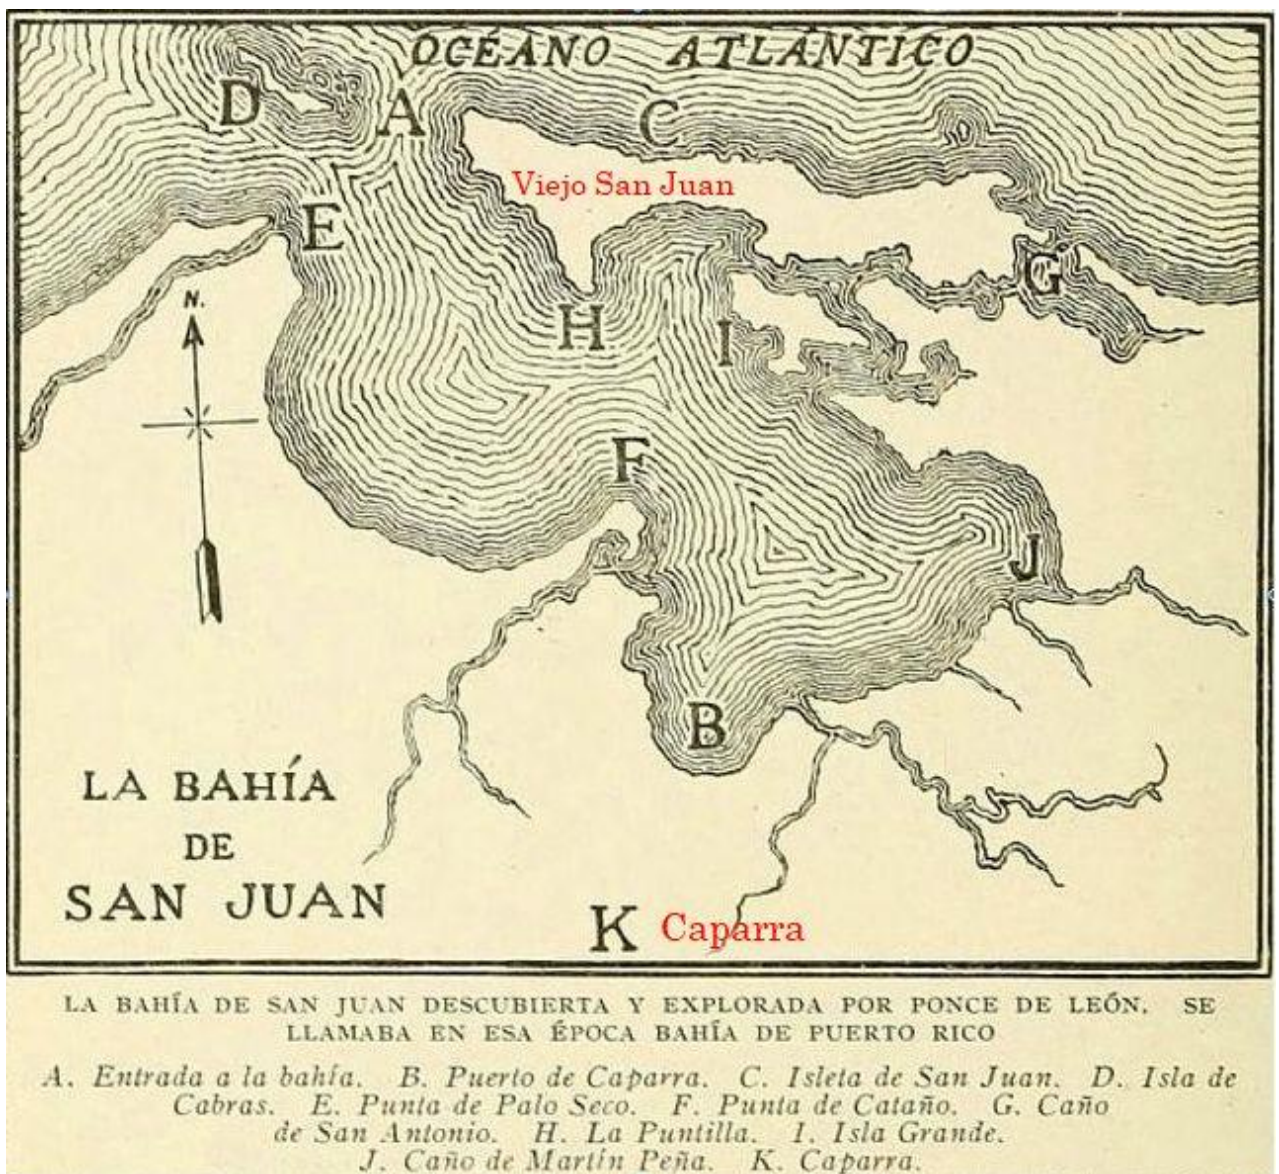 OCÉANO ATLÁNTICO
D
A
C
Viejo San Juan
E
G
N.
H
I
F
J
B
LA BAHÍA
DE
SAN JUAN
K Caparra
LA BAHÍA DE SAN JUAN DESCUBIERTA Y EXPLORADA POR PONCE DE LEÓN. SE
LLAMABA EN ESA ÉPOCA BAHÍA DE PUERTO RICO
A. Entrada a la bahía. B. Puerto de Caparra. C. Isleta de San Juan. D. Isla de
Cabras. E. Punta de Palo Seco. F. Punta de Cataño. G. Caño
de San Antonio. H. La Puntilla. I. Isla Grande.
J. Caño de Martín Peña. K. Caparra.